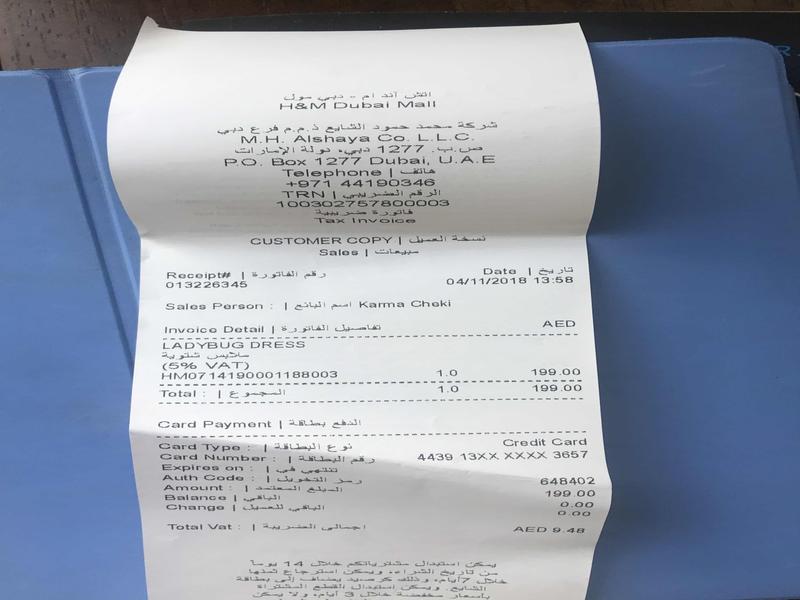 اتش اند ام - دبي مول
H&M Dubai Mall
شركة محمد حمود الشايع ذ.م.م فرع دبي
M.H. Alshaya Co. L.L.C.
ص.ب. 1277 دبي، دولة الإمارات
P.O. Box 1277 Dubai, U.A.E
Telephone | هاتف
+971 44190346
TRN | الرقم الضريبي
100302757800003
فاتورة ضريبية
Tax Invoice
CUSTOMER COPY | نسخة العميل
Sales | مبيعات
Receipt# | رقم الفاتورة Date | تاريخ
013226345 04/11/2018 13:58
Sales Person : | اسم البائع Karma Cheki
Invoice Detail | تفاصيل الفاتورة AED
LADYBUG DRESS
ملابس شتوية
(5% VAT)
HM0714190001188003 1.0 199.00
Total : | المجموع 1.0 199.00
Card Payment | الدفع بطاقة
Card Type : | نوع البطاقة Credit Card
Card Number : | رقم البطاقة 4439 13XX XXXX 3657
Expires on : | تنتهي في
Auth Code : | رمز التخويل 648402
Amount : | المبلغ المعتمد 199.00
Balance | الباقي 0.00
Change | الباقي للعميل 0.00
Total Vat : | اجمالي الضريبة AED 9.48
يمكن استبدال مشترياتكم خلال 14 يوما
من تاريخ الشراء، ويمكن استرجاع ثمنها
خلال 7أيام، وذلك كرصيد يضاف إلى بطاقة
الشايع. ويمكن استبدال القطع المشتراة
بأسعار مخفضة خلال 3 أيام، ولا يمكن